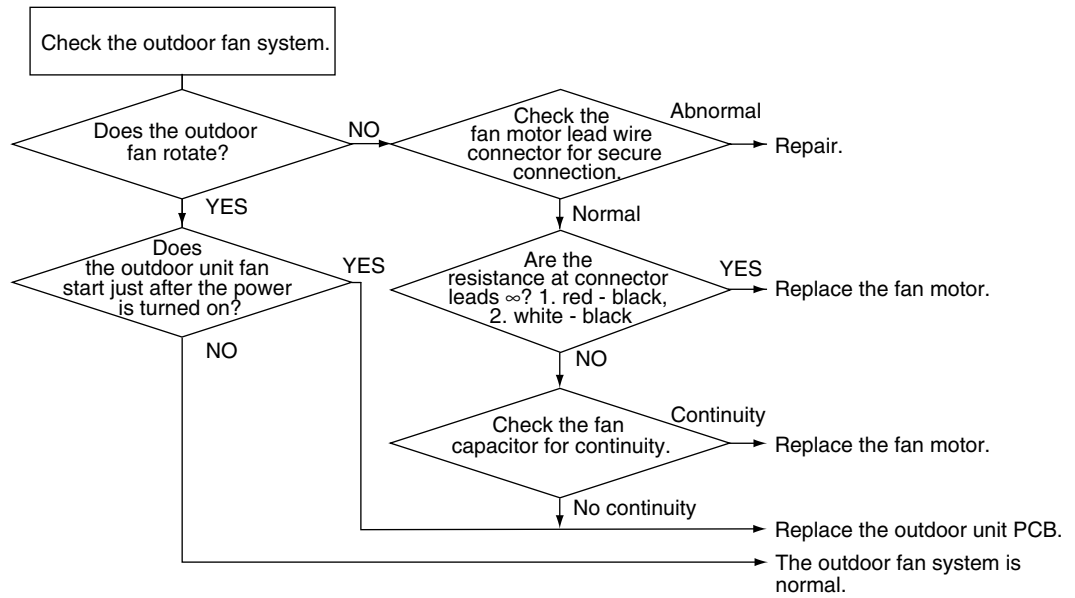 Check the outdoor fan system.
Does the outdoor
fan rotate?
NO
Check the
fan motor lead wire
connector for secure
connection.
Abnormal
Repair.
YES
Normal
Does
the outdoor unit fan
start just after the power
is turned on?
YES
Are the
resistance at connector
leads ∞? 1. red - black,
2. white - black
YES
Replace the fan motor.
NO
NO
Check the fan
capacitor for continuity.
Continuity
Replace the fan motor.
No continuity
Replace the outdoor unit PCB.
The outdoor fan system is
normal.